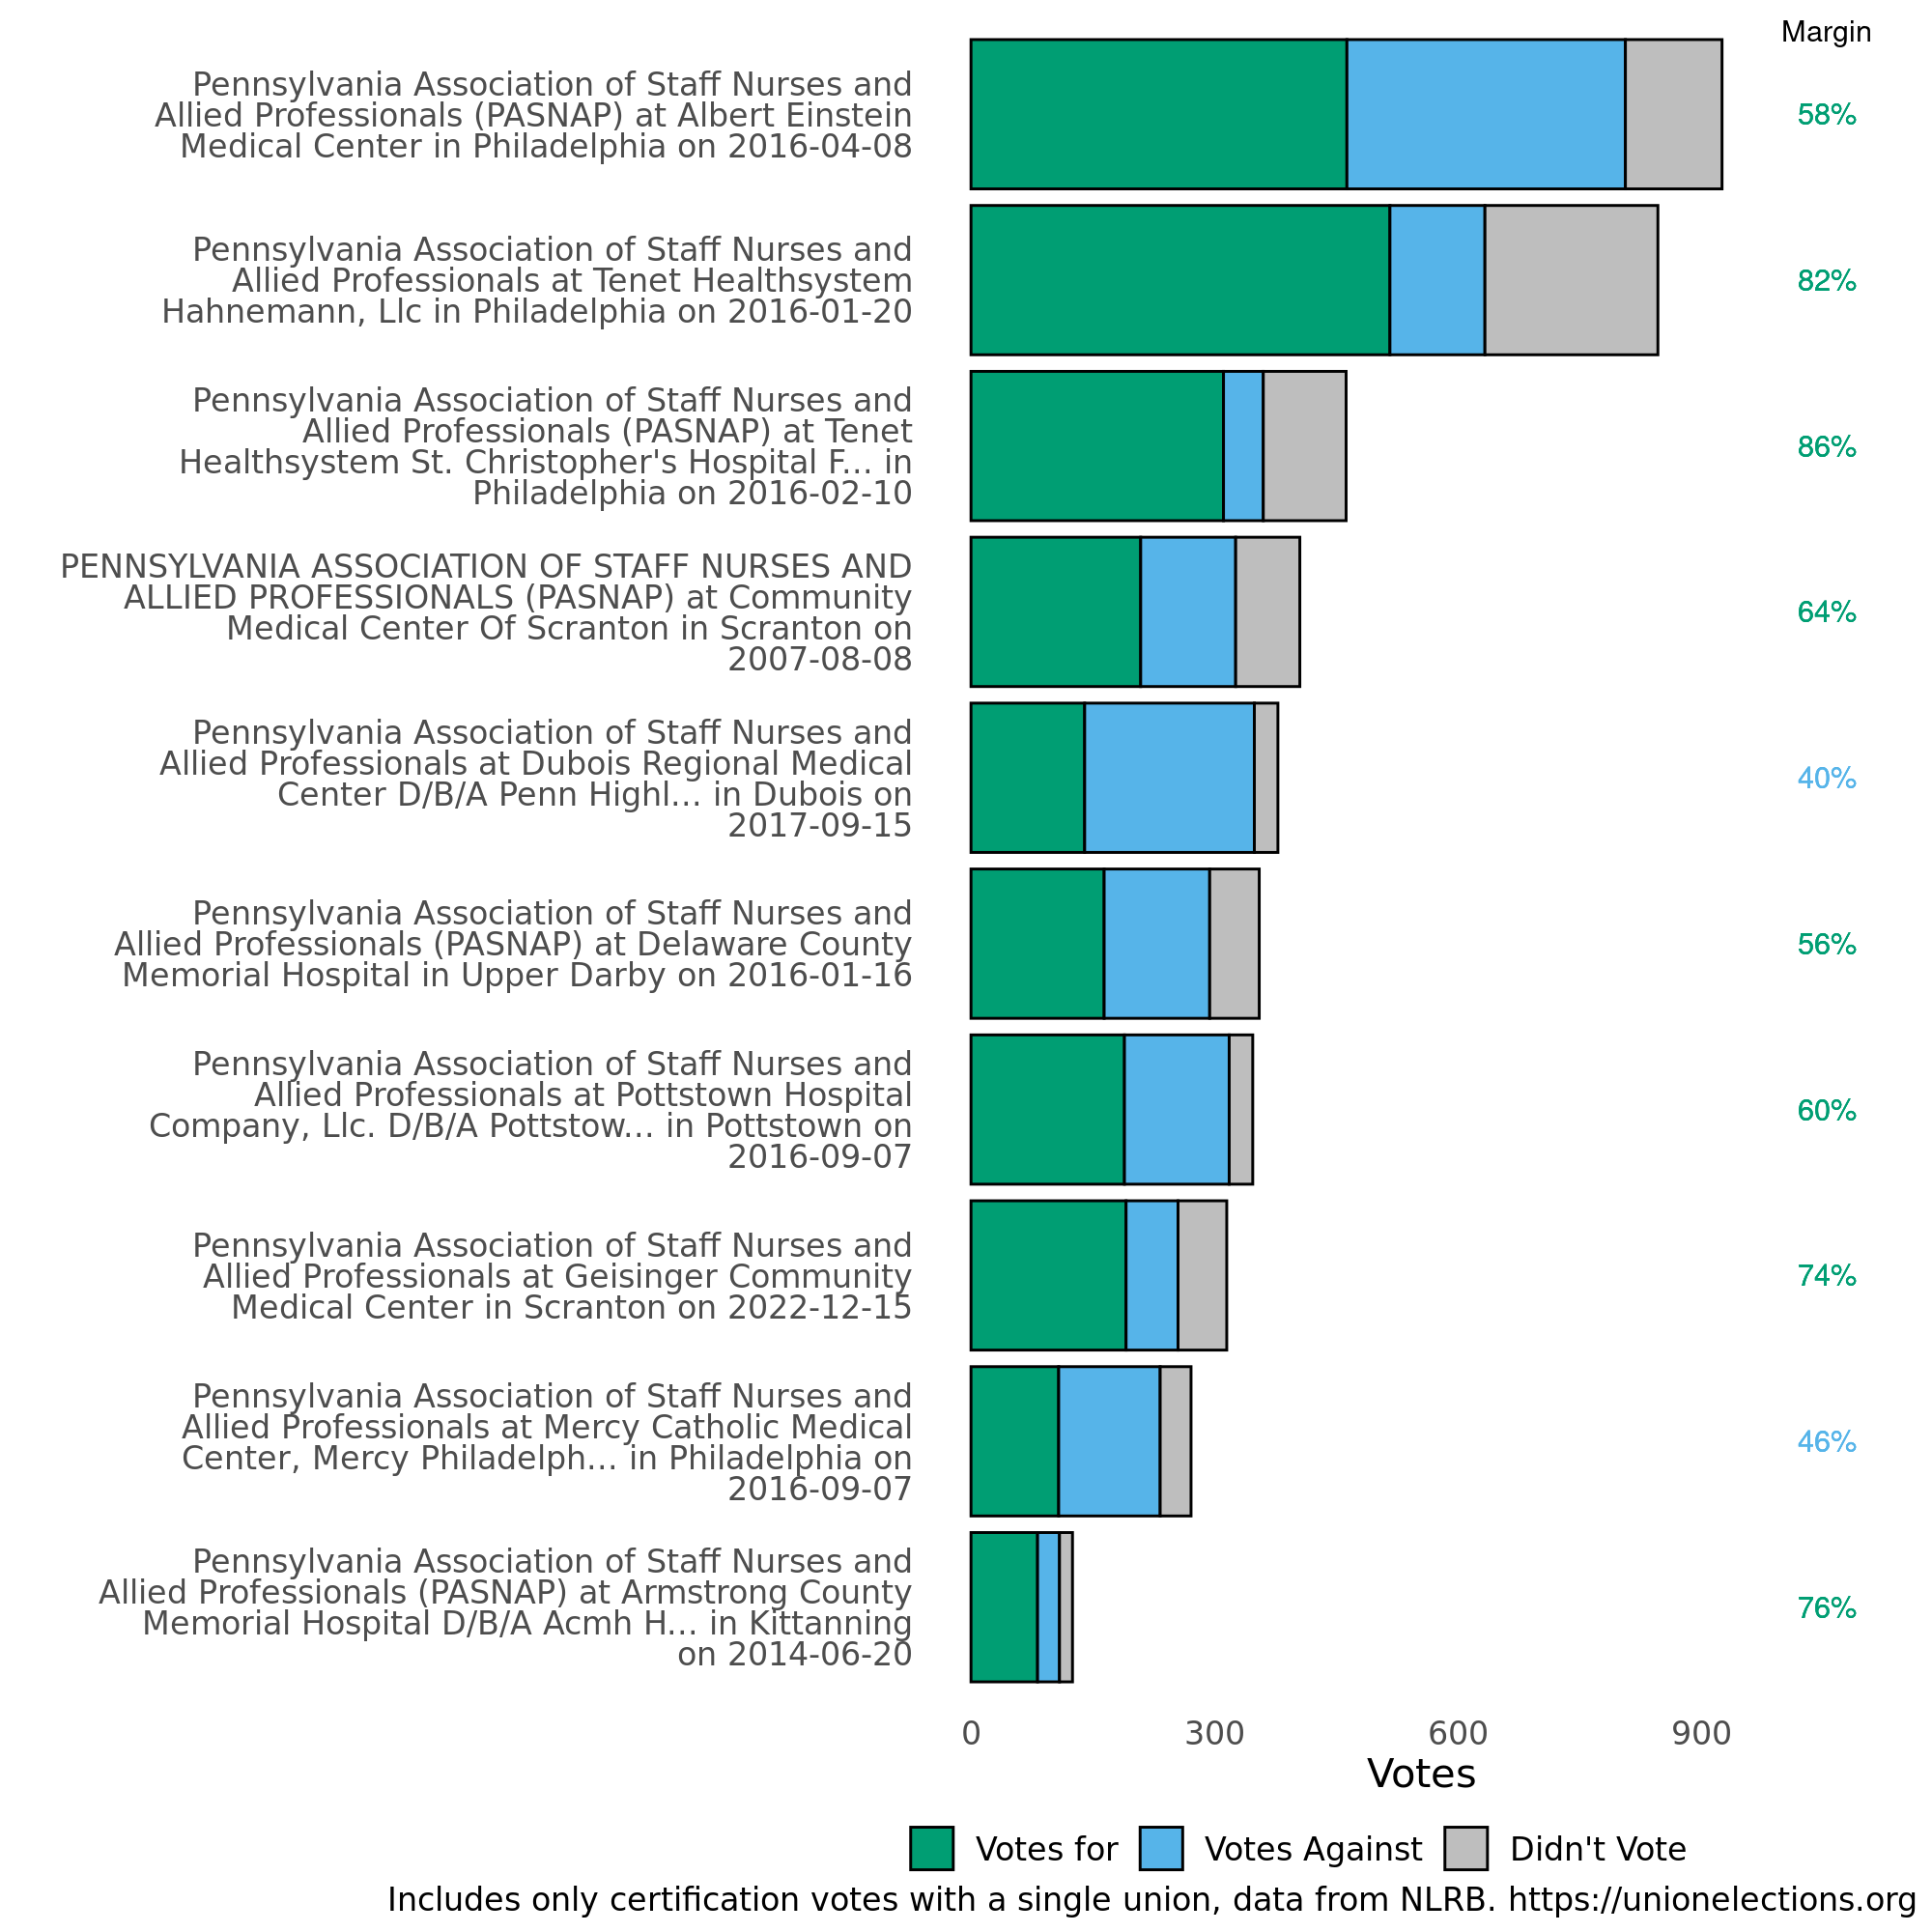 Margin
Pennsylvania Association of Staff Nurses and
Allied Professionals (PASNAP) at Albert Einstein
Medical Center in Philadelphia on 2016-04-08
58%
Pennsylvania Association of Staff Nurses and
Allied Professionals at Tenet Healthsystem
Hahnemann, Llc in Philadelphia on 2016-01-20
82%
Pennsylvania Association of Staff Nurses and
Allied Professionals (PASNAP) at Tenet
Healthsystem St. Christopher's Hospital F... in
Philadelphia on 2016-02-10
86%
PENNSYLVANIA ASSOCIATION OF STAFF NURSES AND
ALLIED PROFESSIONALS (PASNAP) at Community
Medical Center Of Scranton in Scranton on
2007-08-08
64%
Pennsylvania Association of Staff Nurses and
Allied Professionals at Dubois Regional Medical
Center D/B/A Penn Highl... in Dubois on
2017-09-15
40%
Pennsylvania Association of Staff Nurses and
Allied Professionals (PASNAP) at Delaware County
Memorial Hospital in Upper Darby on 2016-01-16
56%
Pennsylvania Association of Staff Nurses and
Allied Professionals at Pottstown Hospital
Company, Llc. D/B/A Pottstow... in Pottstown on
2016-09-07
60%
Pennsylvania Association of Staff Nurses and
Allied Professionals at Geisinger Community
Medical Center in Scranton on 2022-12-15
74%
Pennsylvania Association of Staff Nurses and
Allied Professionals at Mercy Catholic Medical
Center, Mercy Philadelph... in Philadelphia on
2016-09-07
46%
Pennsylvania Association of Staff Nurses and
Allied Professionals (PASNAP) at Armstrong County
Memorial Hospital D/B/A Acmh H... in Kittanning
on 2014-06-20
76%
0 300 600 900
Votes
Votes for Votes Against Didn't Vote
Includes only certification votes with a single union, data from NLRB. https://unionelections.org